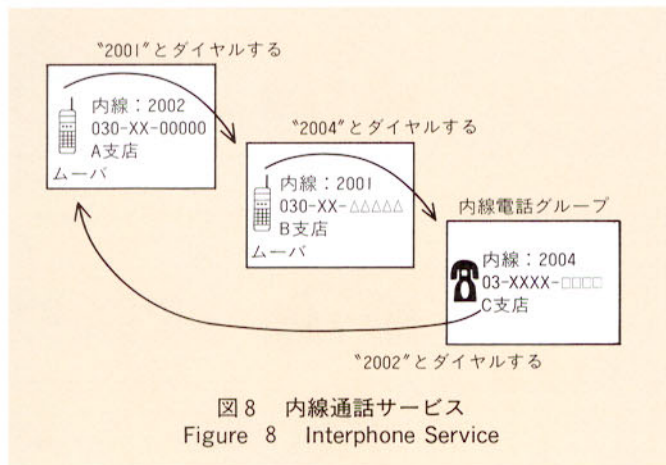 “2001”とダイヤルする
内線：2002
030-XX-00000
A支店
ムーバ
“2004”とダイヤルする
内線：2001
030-XX-△△△△△
B支店
ムーバ
内線電話グループ
内線：2004
03-XXXX-□□□□
C支店
“2002”とダイヤルする
図8 内線通話サービス
Figure 8 Interphone Service